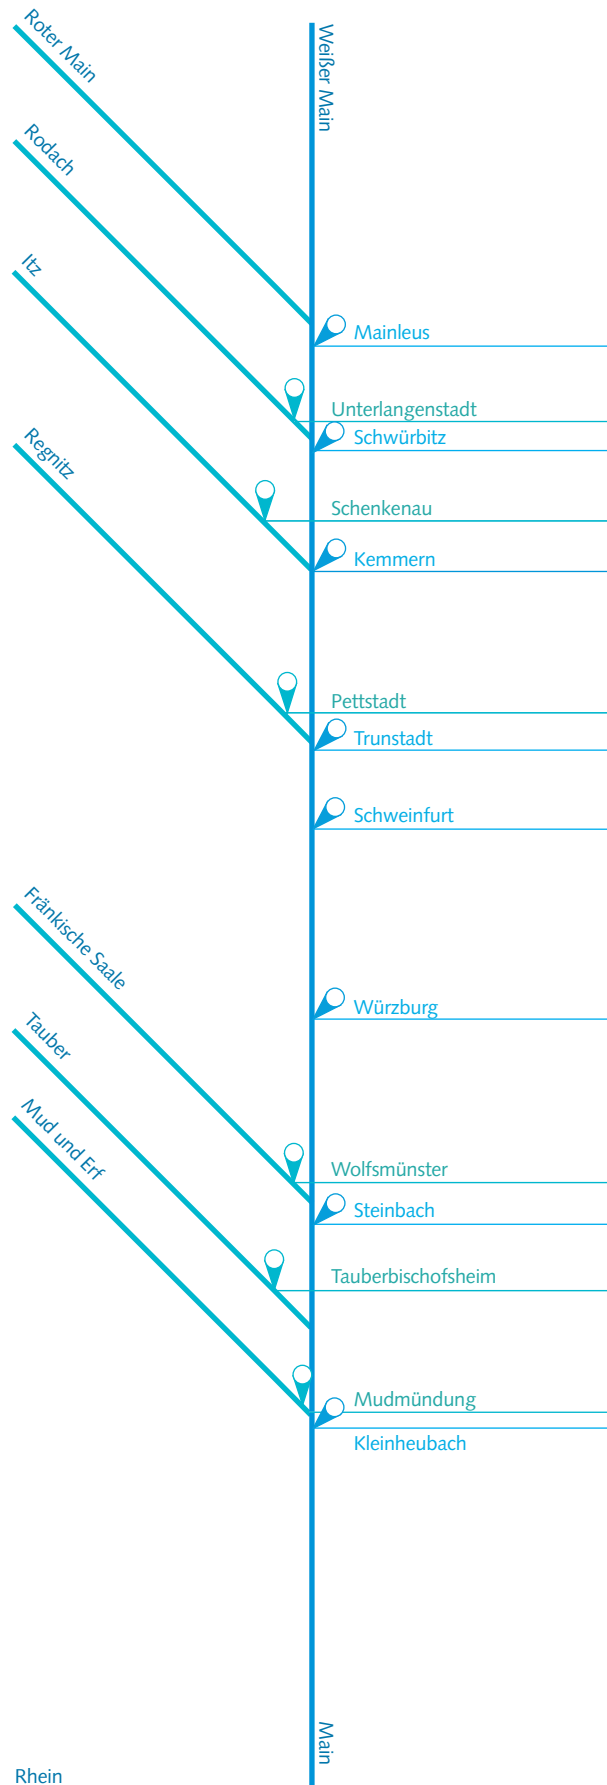 Roter Main
Weißer Main
Rodach
Itz
Mainleus
Unterlangenstadt
Schwürbitz
Regnitz
Schenkenau
Kemmern
Pettstadt
Trunstadt
Schweinfurt
Fränkische Saale
Würzburg
Tauber
Mud und Erf
Wolfsmünster
Steinbach
Tauberbischofsheim
Mudmündung
Kleinheubach
Main
Rhein